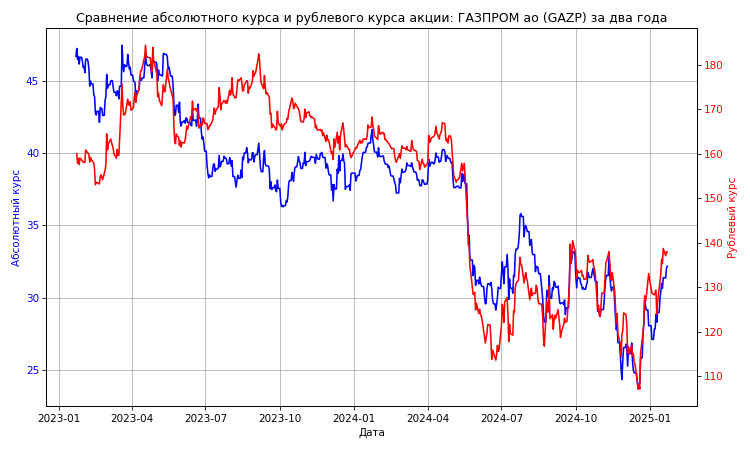 Сравнение абсолютного курса и рублевого курса акции: ГАЗПРОМ ао (GAZP) за два года
Абсолютный курс
45
40
35
30
25
180
170
160
150
140
130
120
110
Рублевый курс
2023-01 2023-04 2023-07 2023-10 2024-01 2024-04 2024-07 2024-10 2025-01
Дата